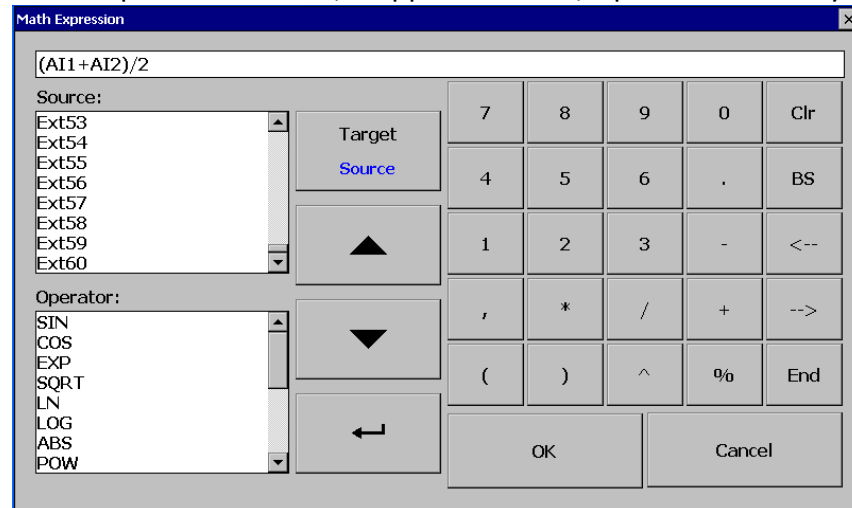 Math Expression
(AI1+AI2)/2
Source:
Ext53
Ext54
Ext55
Ext56
Ext57
Ext58
Ext59
Ext60
Target
Source
Operator:
SIN
COS
EXP
SQRT
LN
LOG
ABS
POW
7 8 9 0 Clr
4 5 6 . BS
1 2 3 - <--
, * / + -->
( ) ^ % End
OK Cancel